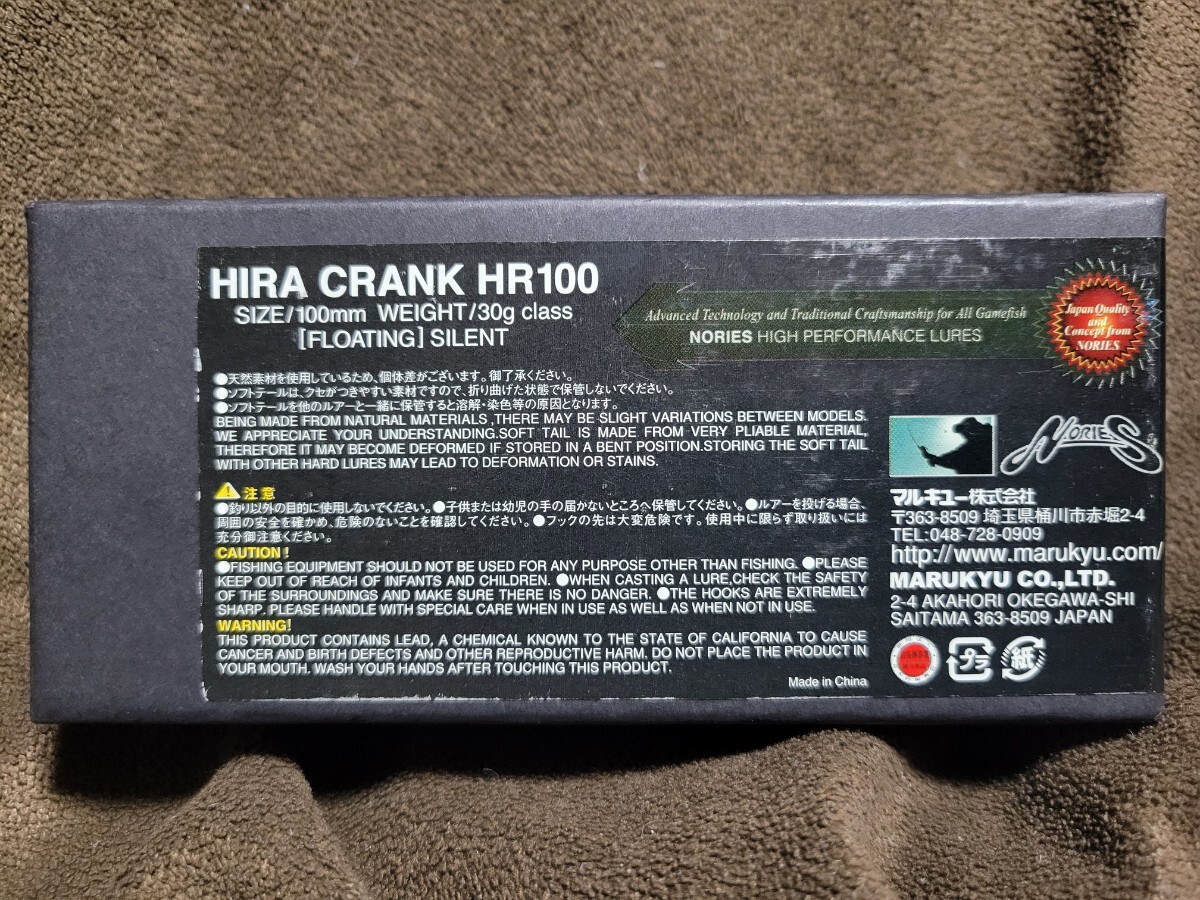 HIRA CRANK HR100
SIZE/100mm WEIGHT/30g class
[FLOATING] SILENT
Advanced Technology and Traditional Craftsmanship for All Gamefish
NORIES HIGH PERFORMANCE LURES
Japan Quality
and
Concept from
NORIES
●天然素材を使用しているため、個体差がございます。御了承ください。
●ソフトテールは、クセがつきやすい素材ですので、折り曲げた状態で保管しないでください。
●ソフトテールを他のルアーと一緒に保管すると溶解・染色等の原因となります。
BEING MADE FROM NATURAL MATERIALS ,THERE MAY BE SLIGHT VARIATIONS BETWEEN MODELS.
WE APPRECIATE YOUR UNDERSTANDING.SOFT TAIL IS MADE FROM VERY PLIABLE MATERIAL,
THEREFORE IT MAY BECOME DEFORMED IF STORED IN A BENT POSITION.STORING THE SOFT TAIL
WITH OTHER HARD LURES MAY LEAD TO DEFORMATION OR STAINS.
注意
●釣り以外の目的に使用しないでください。●子供または幼児の手の届かないところへ保管してください。●ルアーを投げる場合、
周囲の安全を確かめ、危険のないことを確認してください。●フックの先は大変危険です。使用中に限らず取り扱いには
充分御注意ください。
CAUTION!
●FISHING EQUIPMENT SHOULD NOT BE USED FOR ANY PURPOSE OTHER THAN FISHING. ●PLEASE
KEEP OUT OF REACH OF INFANTS AND CHILDREN. ●WHEN CASTING A LURE,CHECK THE SAFETY
OF THE SURROUNDINGS AND MAKE SURE THERE IS NO DANGER. ●THE HOOKS ARE EXTREMELY
SHARP. PLEASE HANDLE WITH SPECIAL CARE WHEN IN USE AS WELL AS WHEN NOT IN USE.
WARNING!
THIS PRODUCT CONTAINS LEAD, A CHEMICAL KNOWN TO THE STATE OF CALIFORNIA TO CAUSE
CANCER AND BIRTH DEFECTS AND OTHER REPRODUCTIVE HARM. DO NOT PLACE THE PRODUCT IN
YOUR MOUTH. WASH YOUR HANDS AFTER TOUCHING THIS PRODUCT.
Made in China
NORIES
マルキユー株式会社
〒363-8509 埼玉県桶川市赤堀2-4
TEL:048-728-0909
http://www.marukyu.com/
MARUKYU CO.,LTD.
2-4 AKAHORI OKEGAWA-SHI
SAITAMA 363-8509 JAPAN
プラ 紙